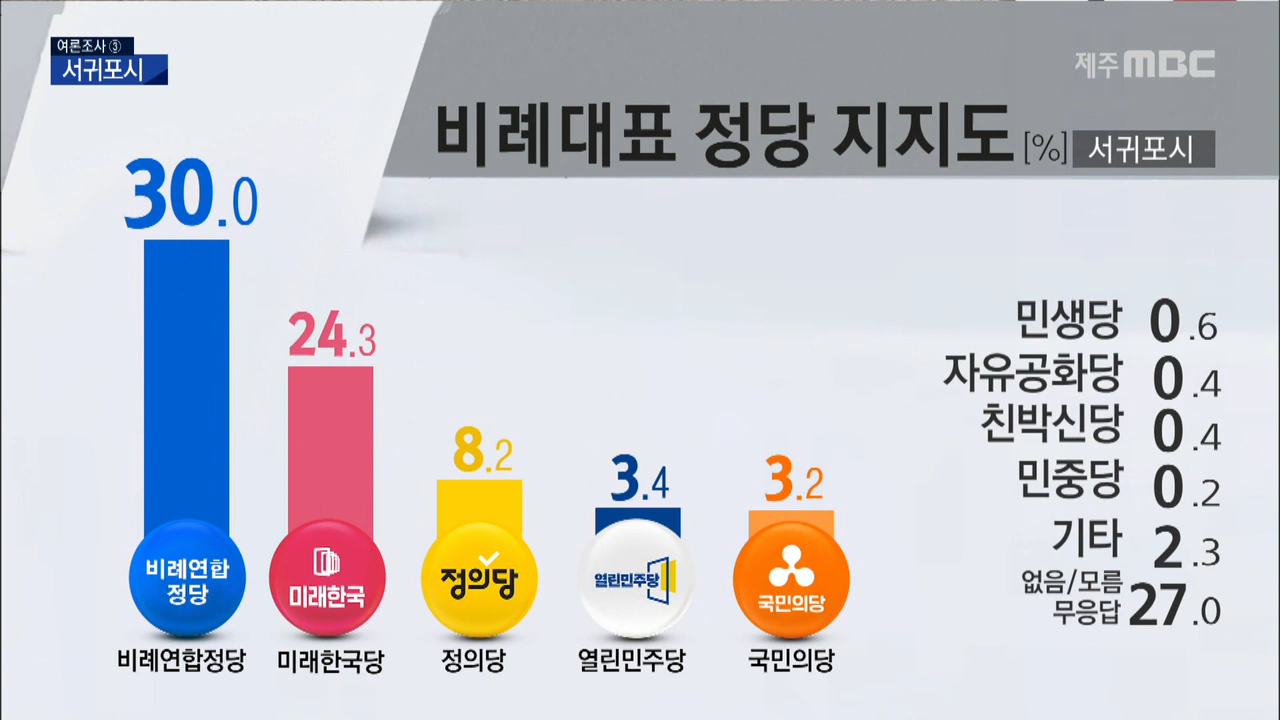 여론조사 ③
서귀포시
제주MBC
비례대표 정당 지지도 [%] 서귀포시
30.0
24.3
8.2
3.4
3.2
비례연합
정당
미래한국
정의당
열린민주당
국민의당
비례연합정당
미래한국당
정의당
열린민주당
국민의당
민생당 0.6
자유공화당 0.4
친박신당 0.4
민중당 0.2
기타 2.3
없음/모름
무응답 27.0